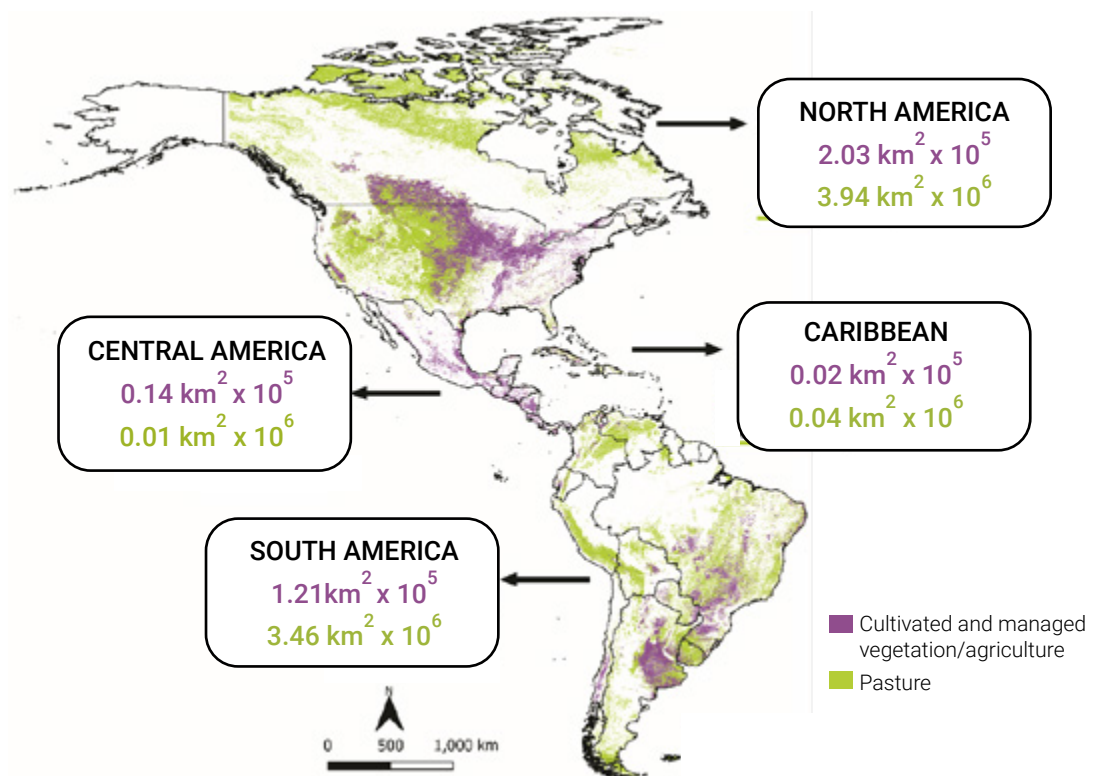 NORTH AMERICA
2.03 km² x 10⁵
3.94 km² x 10⁶
CENTRAL AMERICA
0.14 km² x 10⁵
0.01 km² x 10⁶
CARIBBEAN
0.02 km² x 10⁵
0.04 km² x 10⁶
SOUTH AMERICA
1.21km² x 10⁵
3.46 km² x 10⁶
Cultivated and managed
vegetation/agriculture
Pasture
N
0 500 1,000 km